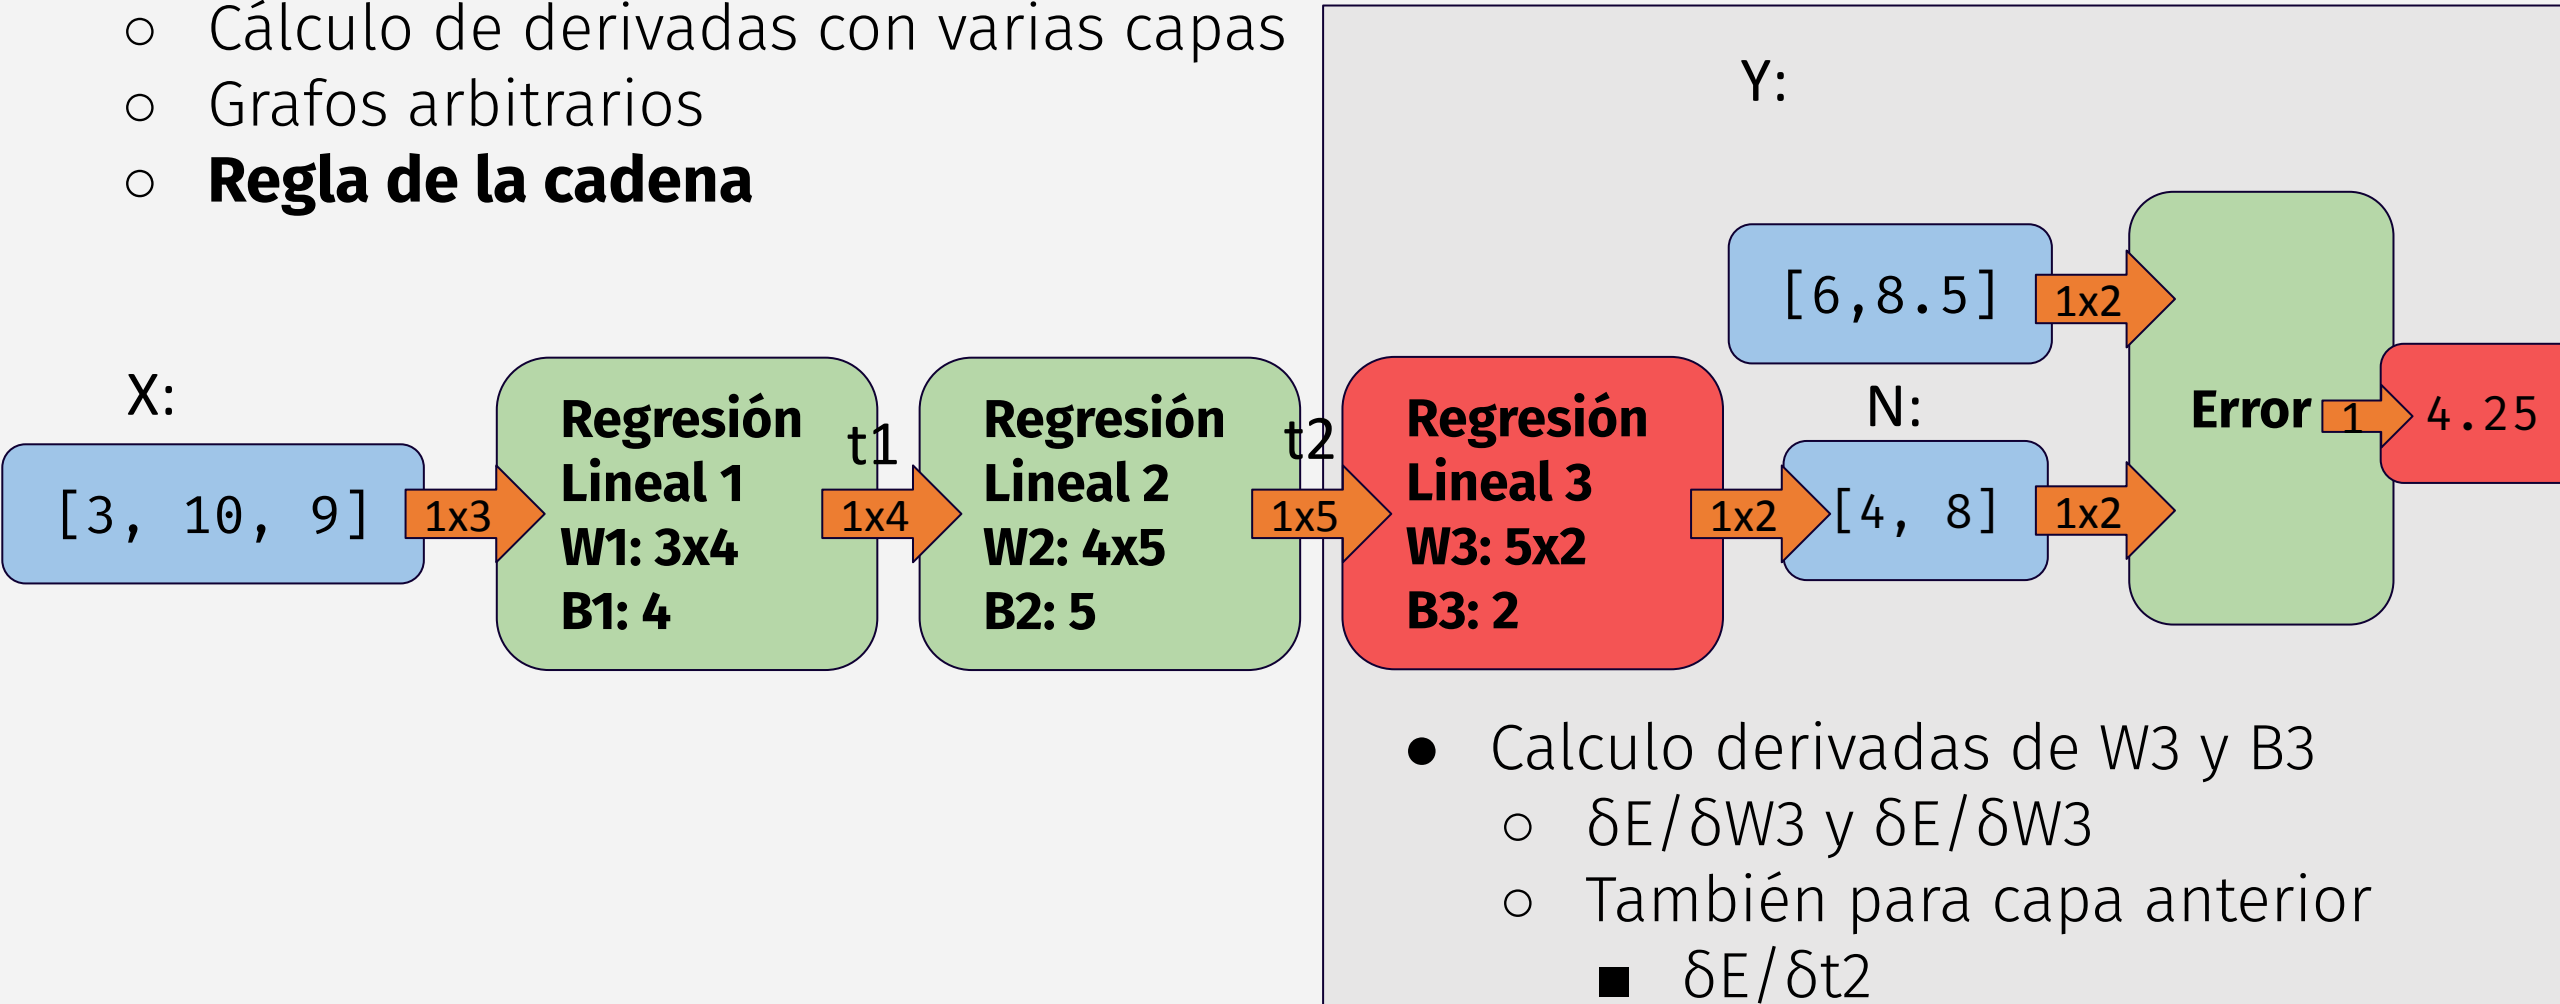 Cálculo de derivadas con varias capas
Grafos arbitrarios
Regla de la cadena
X:
[3, 10, 9]
1x3
Regresión
Lineal 1
W1: 3x4
B1: 4
t1
1x4
Regresión
Lineal 2
W2: 4x5
B2: 5
t2
1x5
Regresión
Lineal 3
W3: 5x2
B3: 2
1x2
Y:
[6,8.5]
1x2
N:
[4, 8]
1x2
Error
1
4.25
Calculo derivadas de W3 y B3
δE/δW3 y δE/δW3
También para capa anterior
δE/δt2